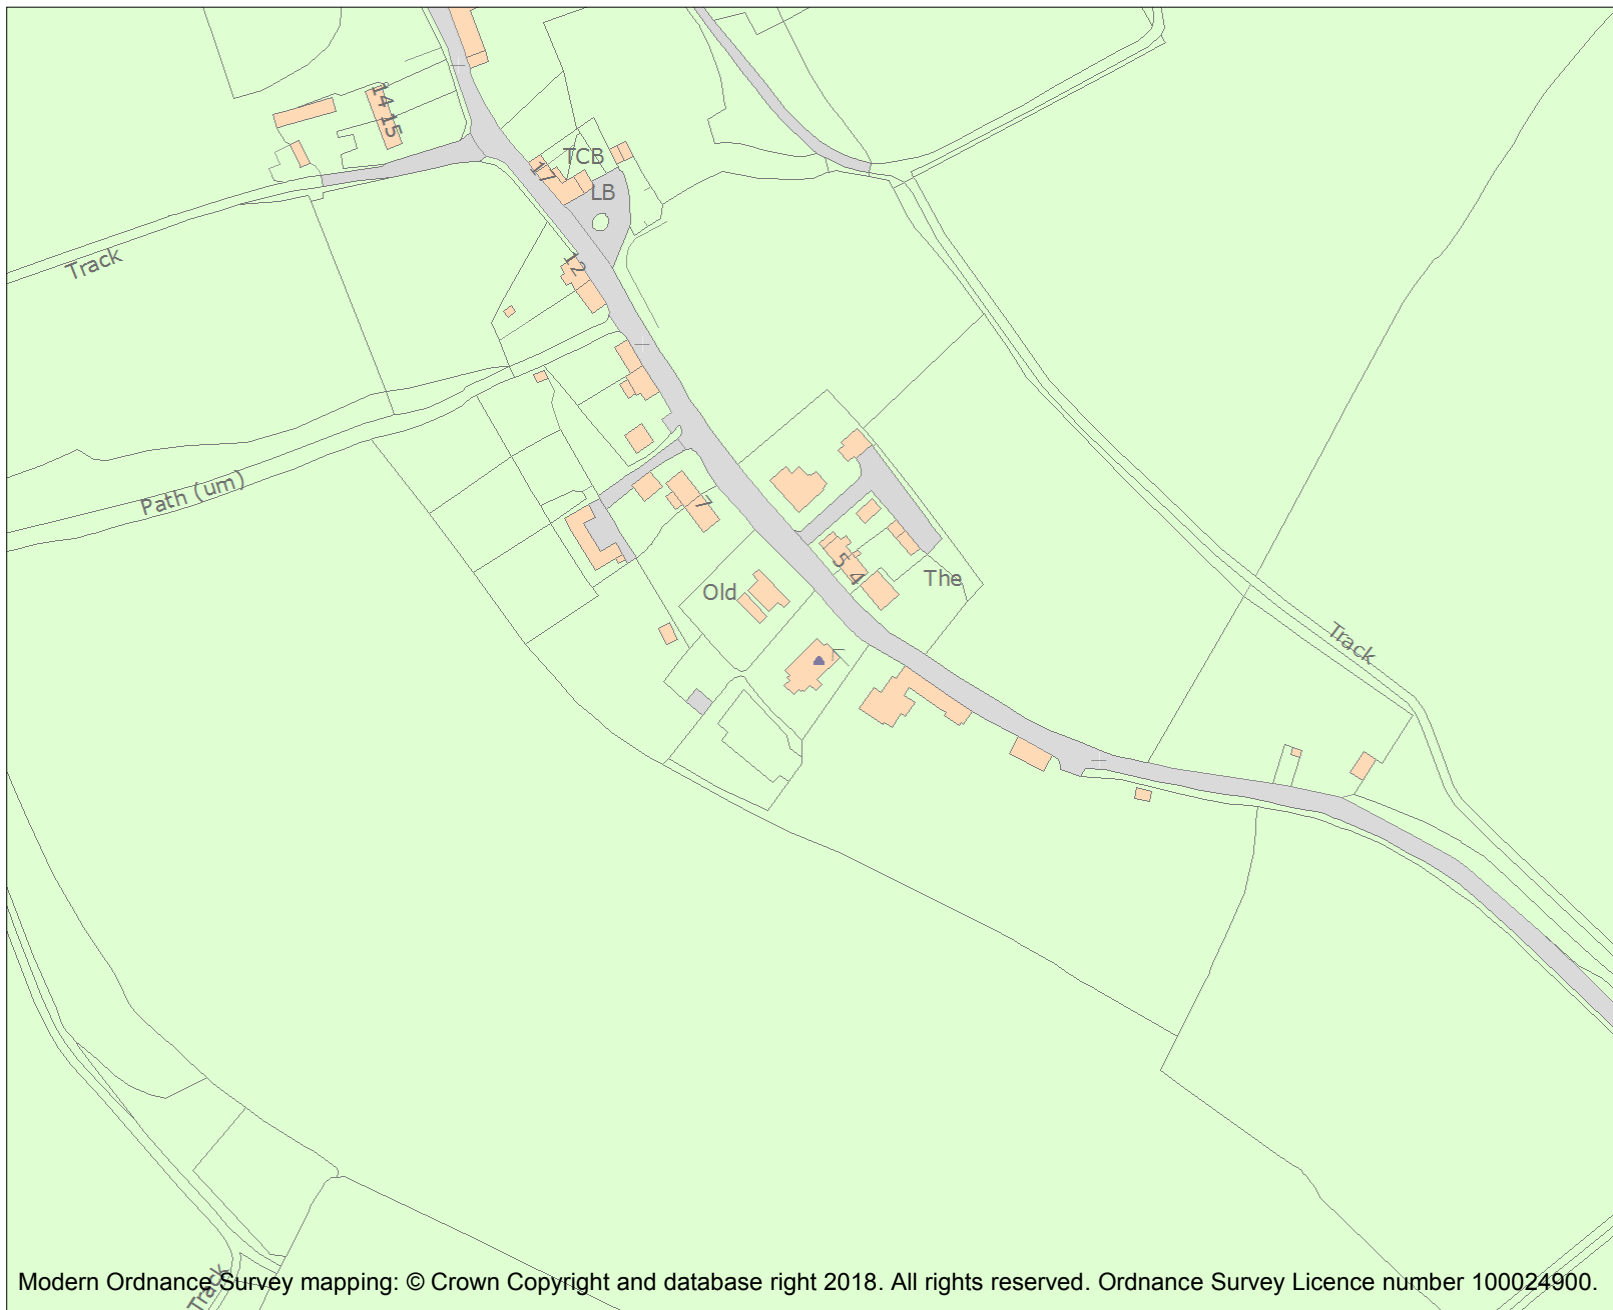 14 15
TCB
17
LB
Track
12
Path (um)
7
5 4
The
Old
Track
Track
Modern Ordnance Survey mapping: © Crown Copyright and database right 2018. All rights reserved. Ordnance Survey Licence number 100024900.